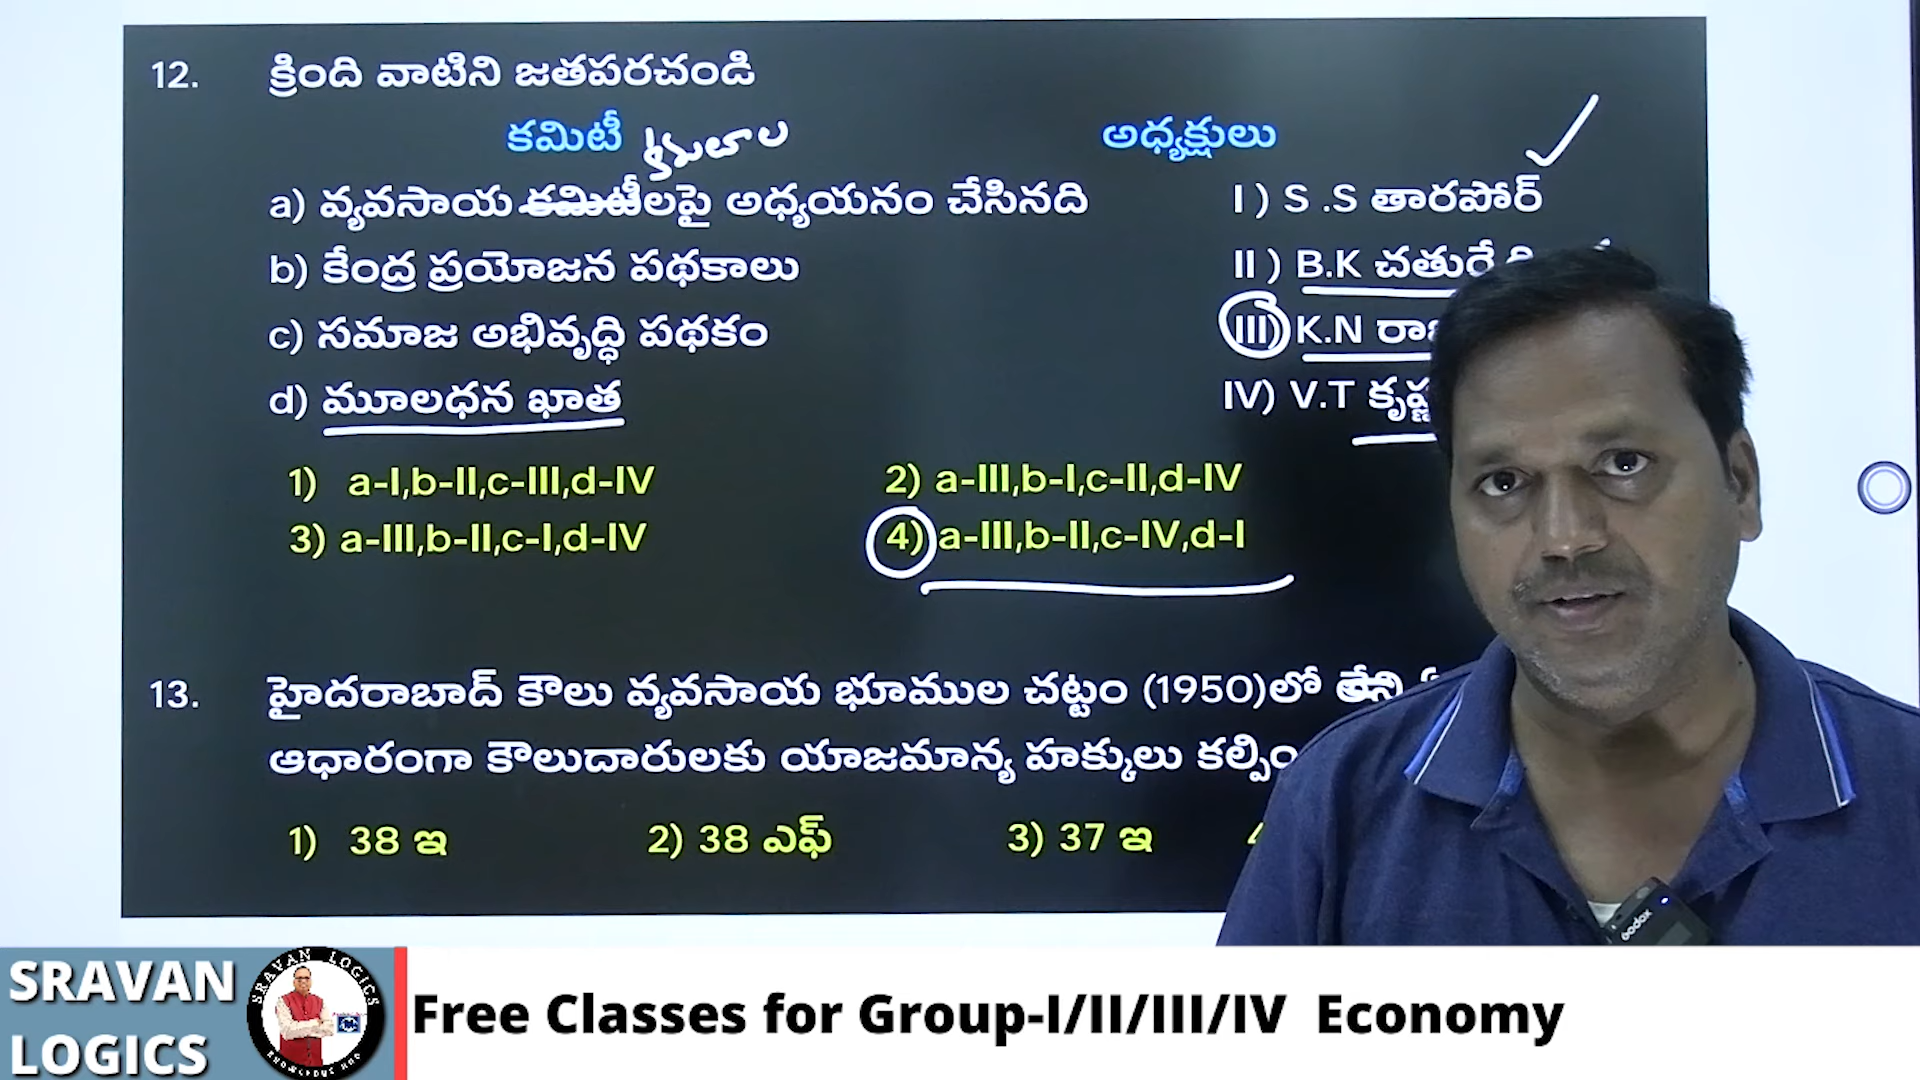 12. క్రింది వాటిని జతపరచండి
కమిటీ అధ్యక్షులు
a) వ్యవసాయ కమిటీలపై అధ్యయనం చేసినది I ) S .S తారపోర్
b) కేంద్ర ప్రయోజన పథకాలు II ) B.K
c) సమాజ అభివృద్ధి పథకం III) K.N
d) మూలధన ఖాత IV) V.T
1) a-I,b-II,c-III,d-IV 2) a-III,b-I,c-II,d-IV
3) a-III,b-II,c-I,d-IV 4) a-III,b-II,c-IV,d-I
13. హైదరాబాద్ కౌలు వ్యవసాయ భూముల చట్టం (1950)లో
ఆధారంగా కౌలుదారులకు యాజమాన్య హక్కులు
1) 38 ఇ 2) 38 ఎఫ్ 3) 37 ఇ
godox
SRAVAN LOGICS
SRAVAN LOGICS
Free Classes for Group-I/II/III/IV Economy